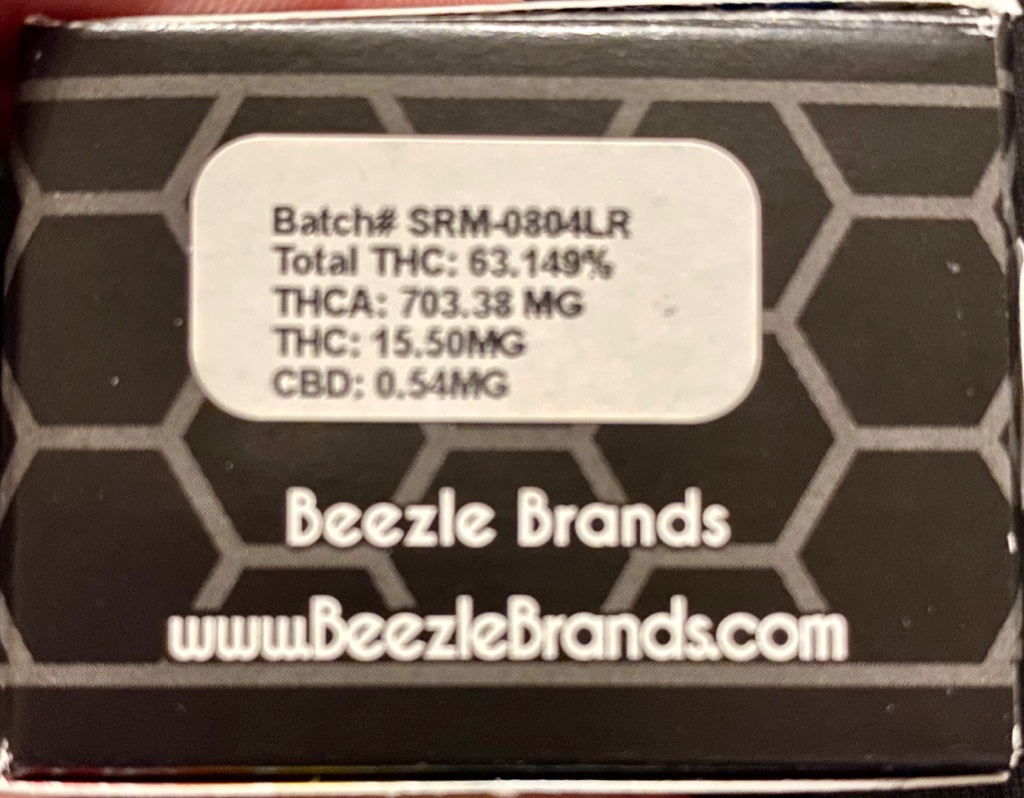 Batch# SRM-0804LR
Total THC: 63.149%
THCA: 703.38 MG
THC: 15.50MG
CBD: 0.54MG
Beezle Brands
www.BeezleBrands.com